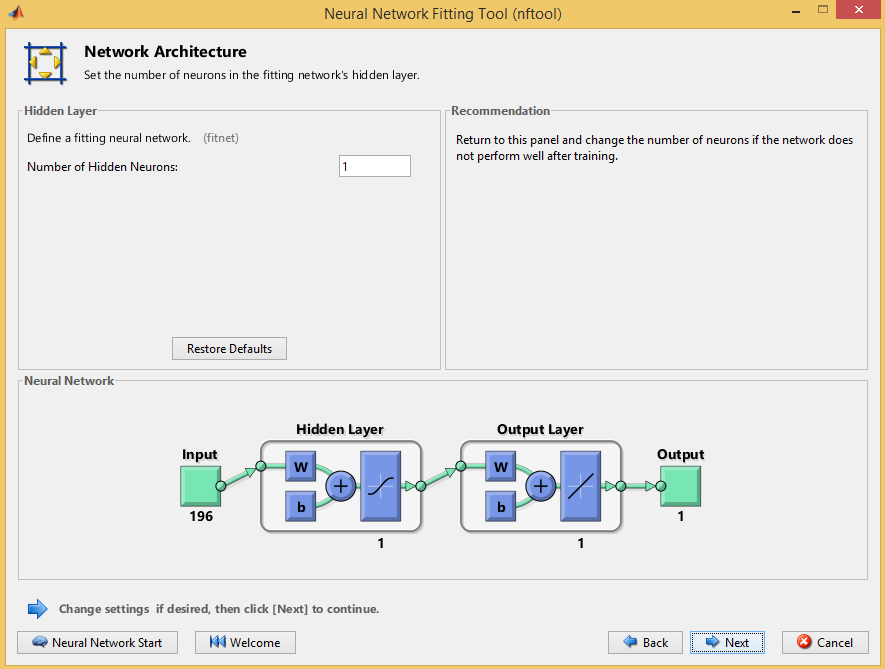 Neural Network Fitting Tool (nftool)
Network Architecture
Set the number of neurons in the fitting network's hidden layer.
Hidden Layer
Define a fitting neural network. (fitnet)
Number of Hidden Neurons: 1
Restore Defaults
Recommendation
Return to this panel and change the number of neurons if the network does
not perform well after training.
Neural Network
Hidden Layer
Output Layer
Input
Output
W
W
b
b
196
1
1
1
Change settings if desired, then click [Next] to continue.
Neural Network Start
Welcome
Back
Next
Cancel